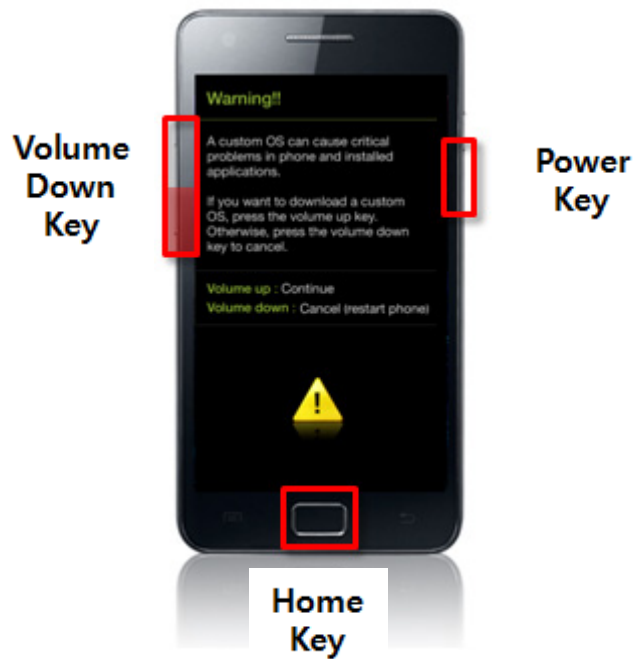 Warning!!
A custom OS can cause critical
problems in phone and installed
applications.
If you want to download a custom
OS, press the volume up key.
Otherwise, press the volume down
key to cancel.
Volume up : Continue
Volume down : Cancel (restart phone)
Volume
Down
Key
Power
Key
Home
Key